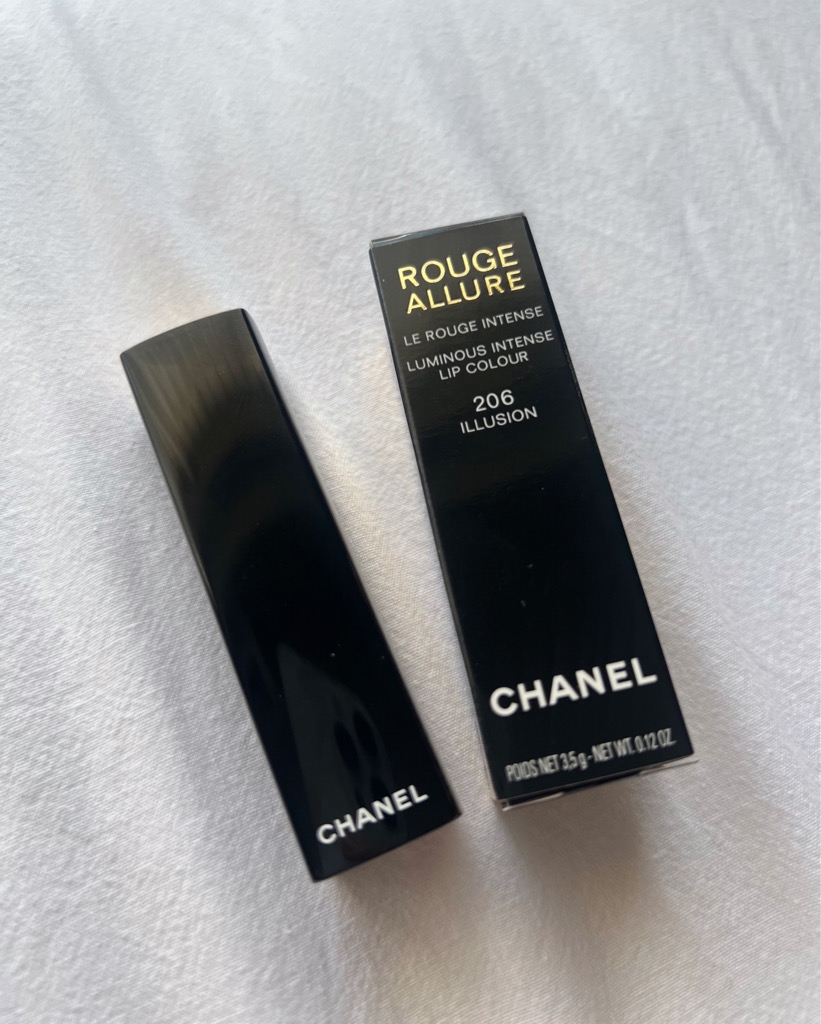 ROUGE
ALLURE
LE ROUGE INTENSE
LUMINOUS INTENSE
LIP COLOUR
206
ILLUSION
CHANEL
POIDS NET 3,5 g - NET WT. 0.12 OZ.
CHANEL